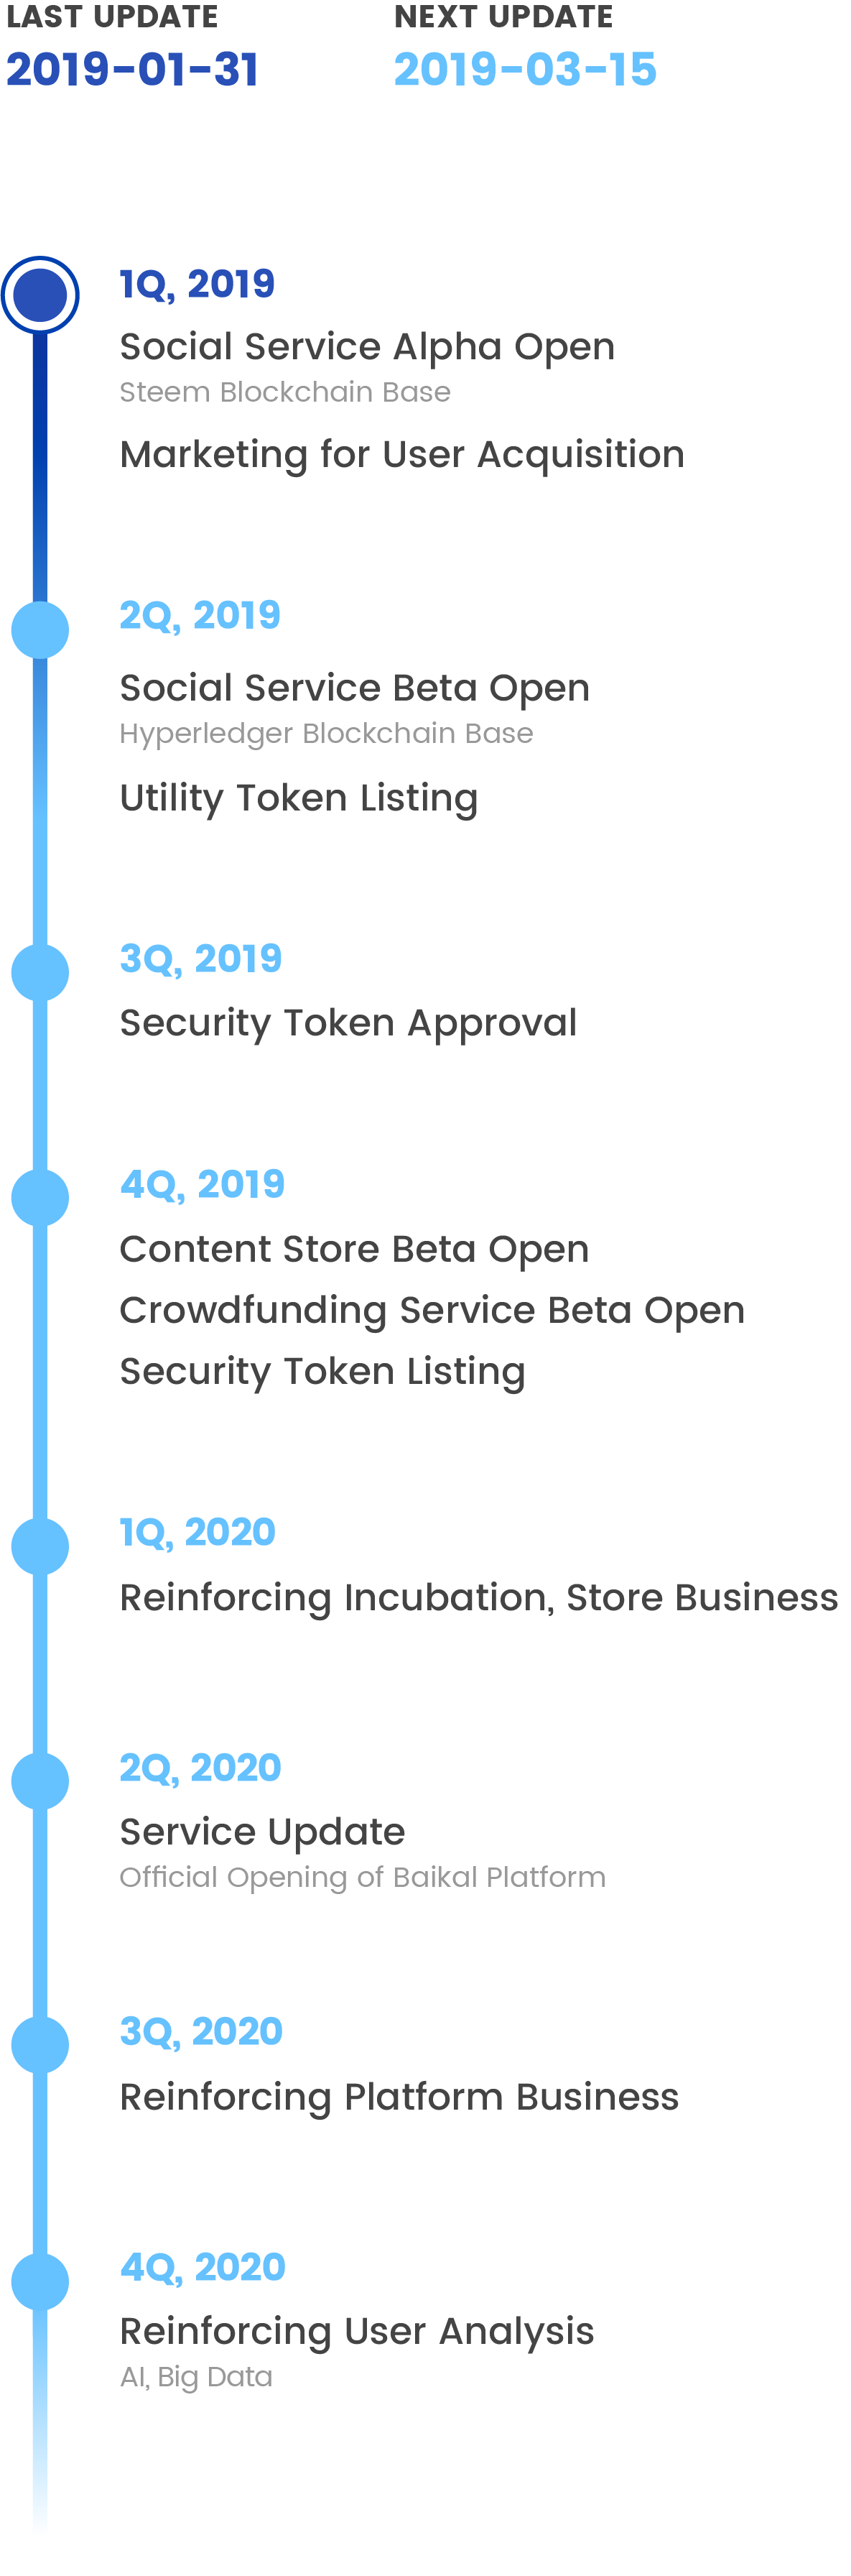 LAST UPDATE
2019-01-31
NEXT UPDATE
2019-03-15
1Q, 2019
Social Service Alpha Open
Steem Blockchain Base
Marketing for User Acquisition
2Q, 2019
Social Service Beta Open
Hyperledger Blockchain Base
Utility Token Listing
3Q, 2019
Security Token Approval
4Q, 2019
Content Store Beta Open
Crowdfunding Service Beta Open
Security Token Listing
1Q, 2020
Reinforcing Incubation, Store Business
2Q, 2020
Service Update
Official Opening of Baikal Platform
3Q, 2020
Reinforcing Platform Business
4Q, 2020
Reinforcing User Analysis
AI, Big Data